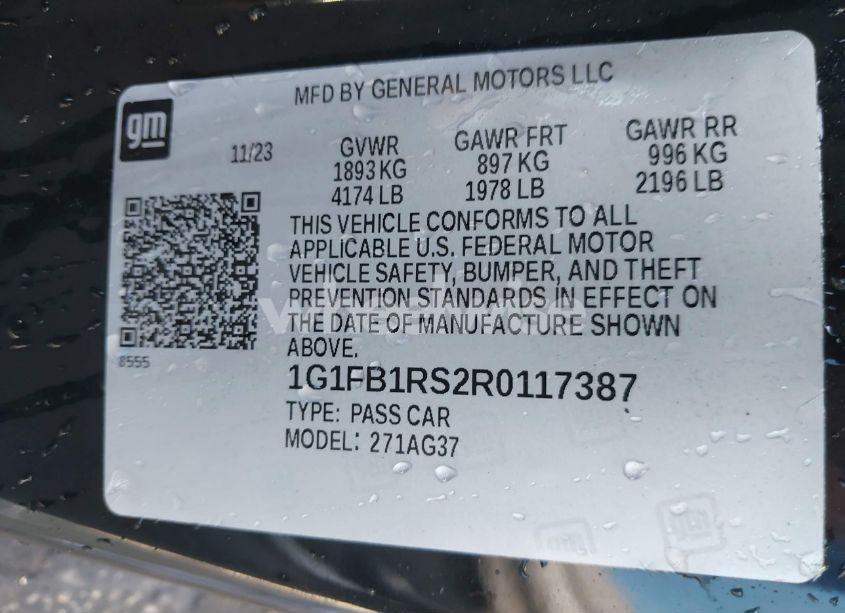 MFD BY GENERAL MOTORS LLC
gm
11/23
GVWR GAWR FRT GAWR RR
1893 KG 897 KG 996 KG
4174 LB 1978 LB 2196 LB
THIS VEHICLE CONFORMS TO ALL
APPLICABLE U.S. FEDERAL MOTOR
VEHICLE SAFETY, BUMPER, AND THEFT
PREVENTION STANDARDS IN EFFECT ON
THE DATE OF MANUFACTURE SHOWN
ABOVE.
8555
1G1FB1RS2R0117387
TYPE: PASS CAR
MODEL: 271AG37